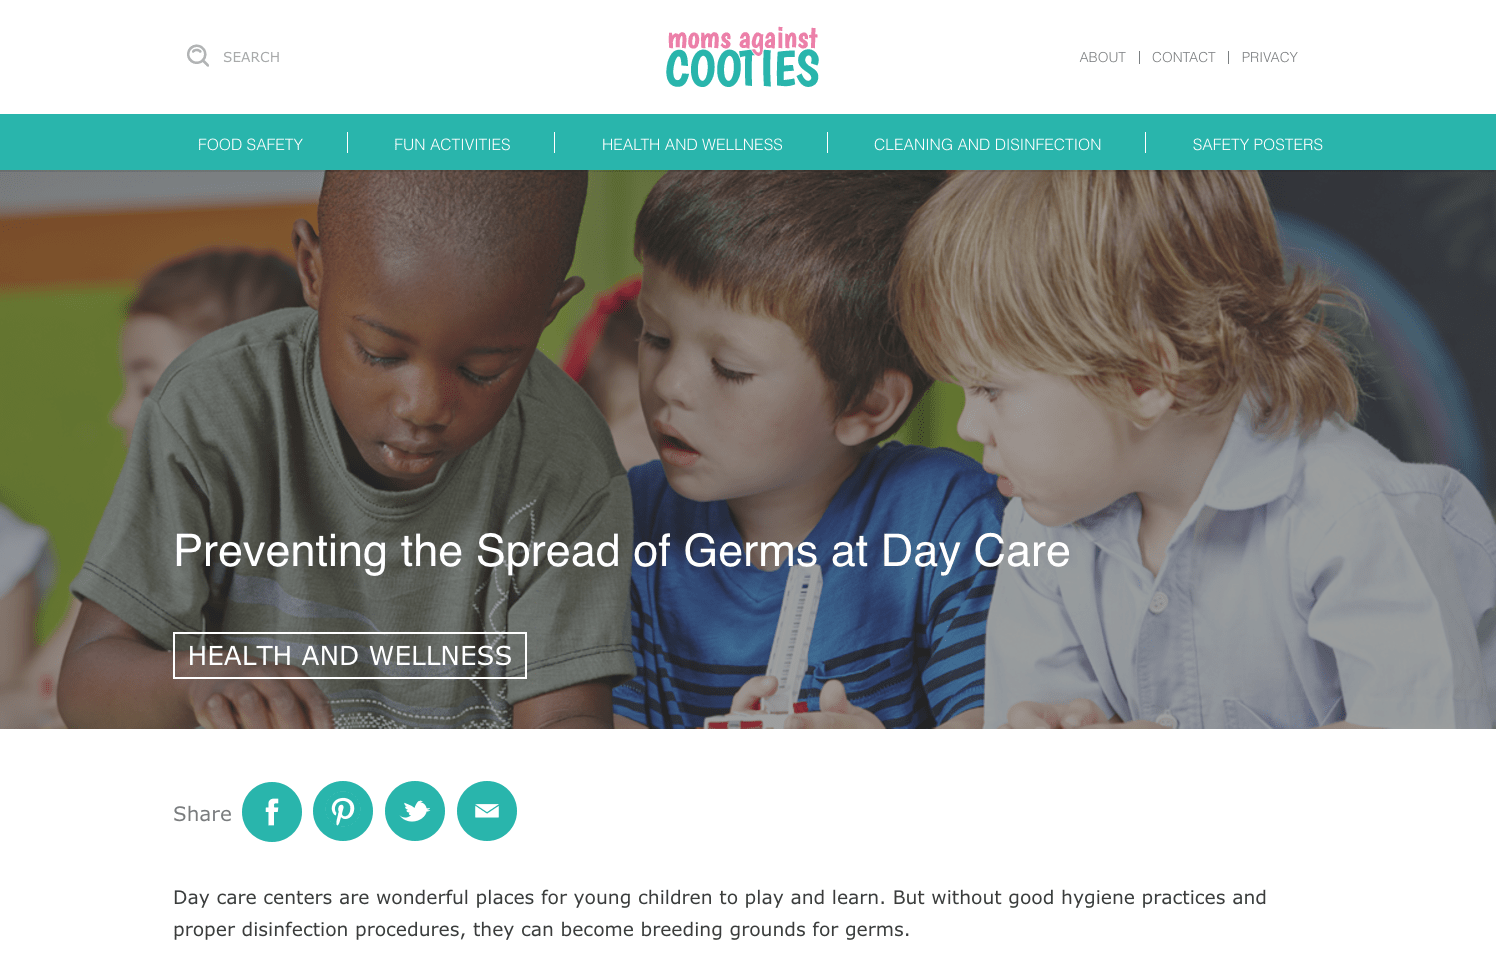 SEARCH
moms against
COOTIES
ABOUT | CONTACT | PRIVACY
FOOD SAFETY | FUN ACTIVITIES | HEALTH AND WELLNESS | CLEANING AND DISINFECTION | SAFETY POSTERS
Preventing the Spread of Germs at Day Care
HEALTH AND WELLNESS
Share
Day care centers are wonderful places for young children to play and learn. But without good hygiene practices and
proper disinfection procedures, they can become breeding grounds for germs.